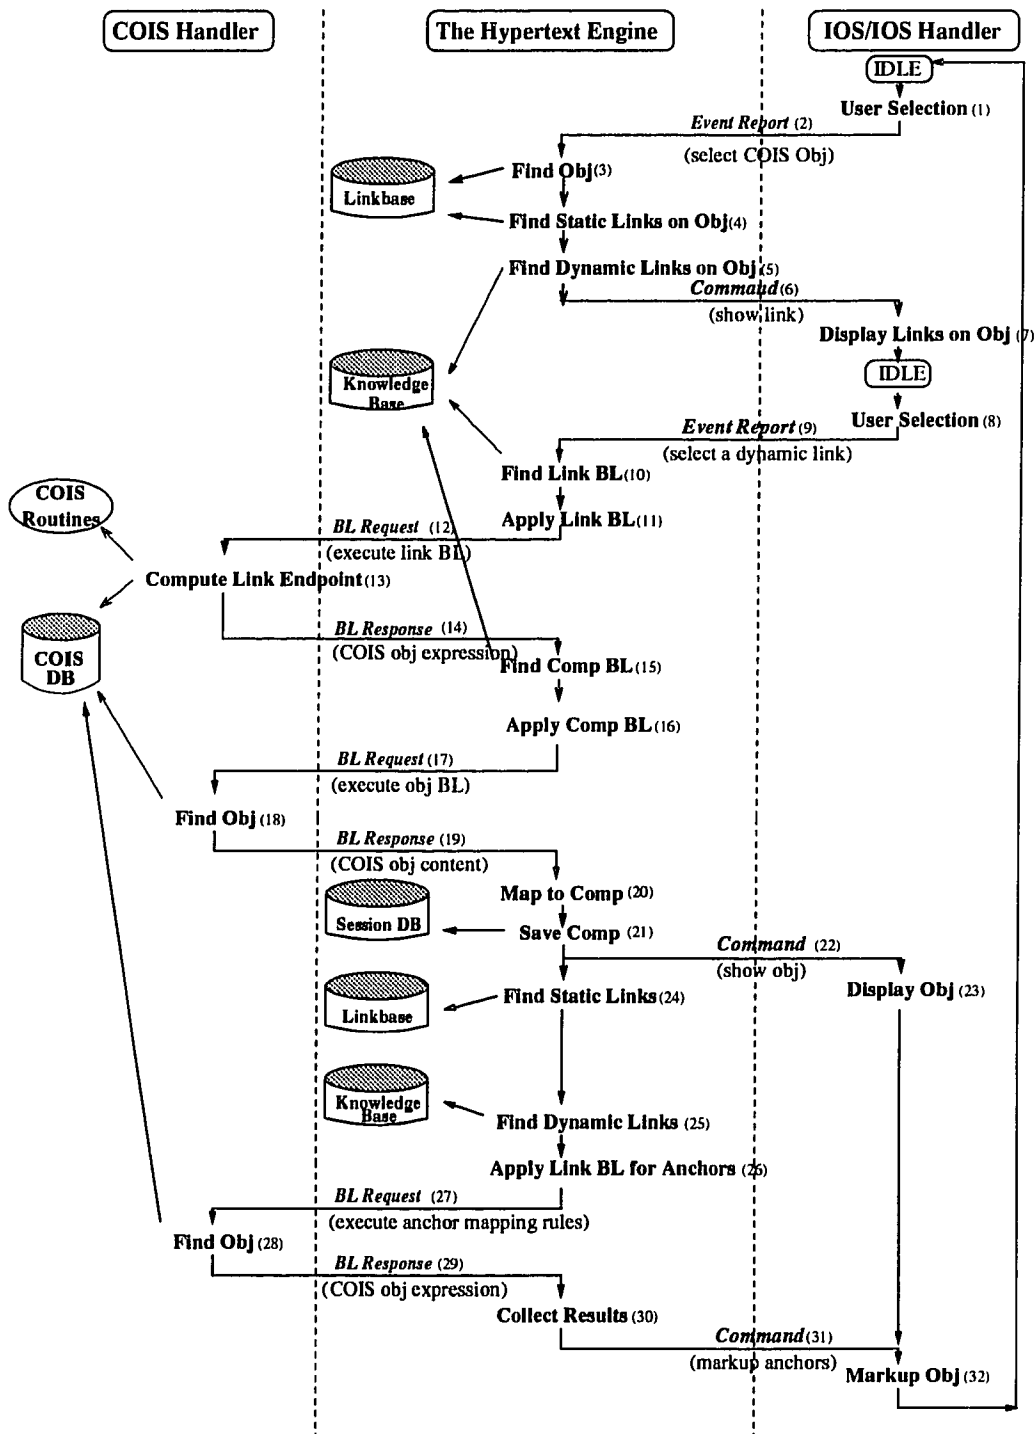 COIS Handler
The Hypertext Engine
IOS/IOS Handler
IDLE
User Selection (1)
Event Report (2)
(select COIS Obj)
Find Obj(3)
Linkbase
Find Static Links on Obj(4)
Find Dynamic Links on Obj(5)
Command(6)
(show link)
Display Links on Obj(7)
Knowledge
Base
IDLE
User Selection (8)
Event Report (9)
(select a dynamic link)
Find Link BL(10)
COIS
Routines
Apply Link BL(11)
BL Request (12)
(execute link BL)
Compute Link Endpoint(13)
BL Response (14)
(COIS obj expression)
COIS
DB
Find Comp BL(15)
Apply Comp BL(16)
BL Request(17)
(execute obj BL)
Find Obj(18)
BL Response (19)
(COIS obj content)
Map to Comp (20)
Session DB
Save Comp (21)
Command (22)
(show obj)
Find Static Links(24)
Display Obj(23)
Linkbase
Knowledge
Base
Find Dynamic Links (25)
Apply Link BL for Anchors (26)
BL Request (27)
(execute anchor mapping rules)
Find Obj(28)
BL Response (29)
(COIS obj expression)
Collect Results(30)
Command(31)
(markup anchors)
Markup Obj(32)